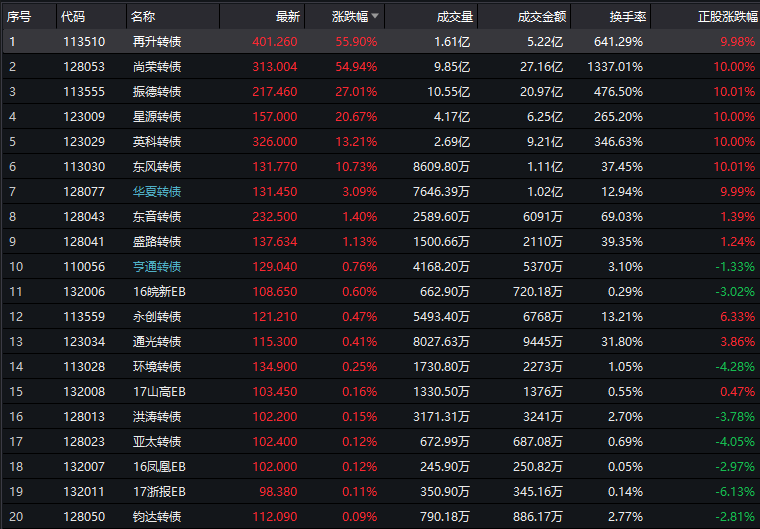 序号 代码 名称 最新 涨跌幅 成交量 成交金额 换手率 正股涨跌幅
1 113510 再升转债 401.260 55.90% 1.61亿 5.22亿 641.29% 9.98%
2 128053 尚荣转债 313.004 54.94% 9.85亿 27.16亿 1337.01% 10.00%
3 113555 振德转债 217.460 27.01% 10.55亿 20.97亿 476.50% 10.01%
4 123009 星源转债 157.000 20.67% 4.17亿 6.25亿 265.20% 10.00%
5 123029 英科转债 326.000 13.21% 2.69亿 9.21亿 346.63% 10.00%
6 113030 东风转债 131.770 10.73% 8609.80万 1.11亿 37.45% 10.01%
7 128077 华夏转债 131.450 3.09% 7646.39万 1.02亿 12.94% 9.99%
8 128043 东音转债 232.500 1.40% 2589.60万 6091万 69.03% 1.39%
9 128041 盛路转债 137.634 1.13% 1500.66万 2110万 39.35% 1.24%
10 110056 亨通转债 129.040 0.76% 4168.20万 5370万 3.10% -1.33%
11 132006 16皖新EB 108.650 0.60% 662.90万 720.18万 0.29% -3.02%
12 113559 永创转债 121.210 0.47% 5493.40万 6768万 13.21% 6.33%
13 123034 通光转债 115.300 0.41% 8027.63万 9445万 31.80% 3.86%
14 113028 环境转债 134.900 0.25% 1730.80万 2273万 1.05% -4.28%
15 132008 17山高EB 103.450 0.16% 1330.50万 1376万 0.55% 0.47%
16 128013 洪涛转债 102.200 0.15% 3171.31万 3241万 2.70% -3.78%
17 128023 亚太转债 102.400 0.12% 672.99万 687.08万 0.69% -4.05%
18 132007 16凤凰EB 102.000 0.12% 245.90万 250.82万 0.05% -2.97%
19 132011 17浙报EB 98.380 0.11% 350.90万 345.16万 0.14% -6.13%
20 128050 钧达转债 112.090 0.09% 790.18万 886.17万 2.77% -2.81%